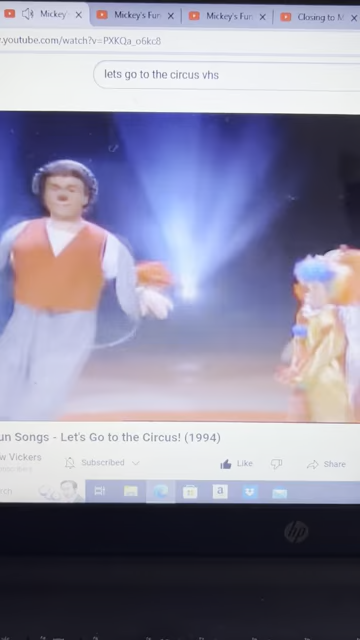 Mickey
Mickey's Fun
Mickey's Fun
Closing to M
.youtube.com/watch?v=PXKQa_o6kc8
lets go to the circus vhs
un Songs - Let's Go to the Circus! (1994)
w Vickers
Subscribed
Like
Share
rch
a
hp